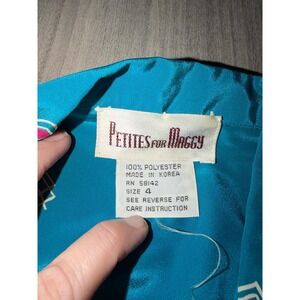 PETITES FOR MAGGY
100% POLYESTER
MADE IN KOREA
RN 58142
SIZE 4
SEE REVERSE FOR
CARE INSTRUCTION